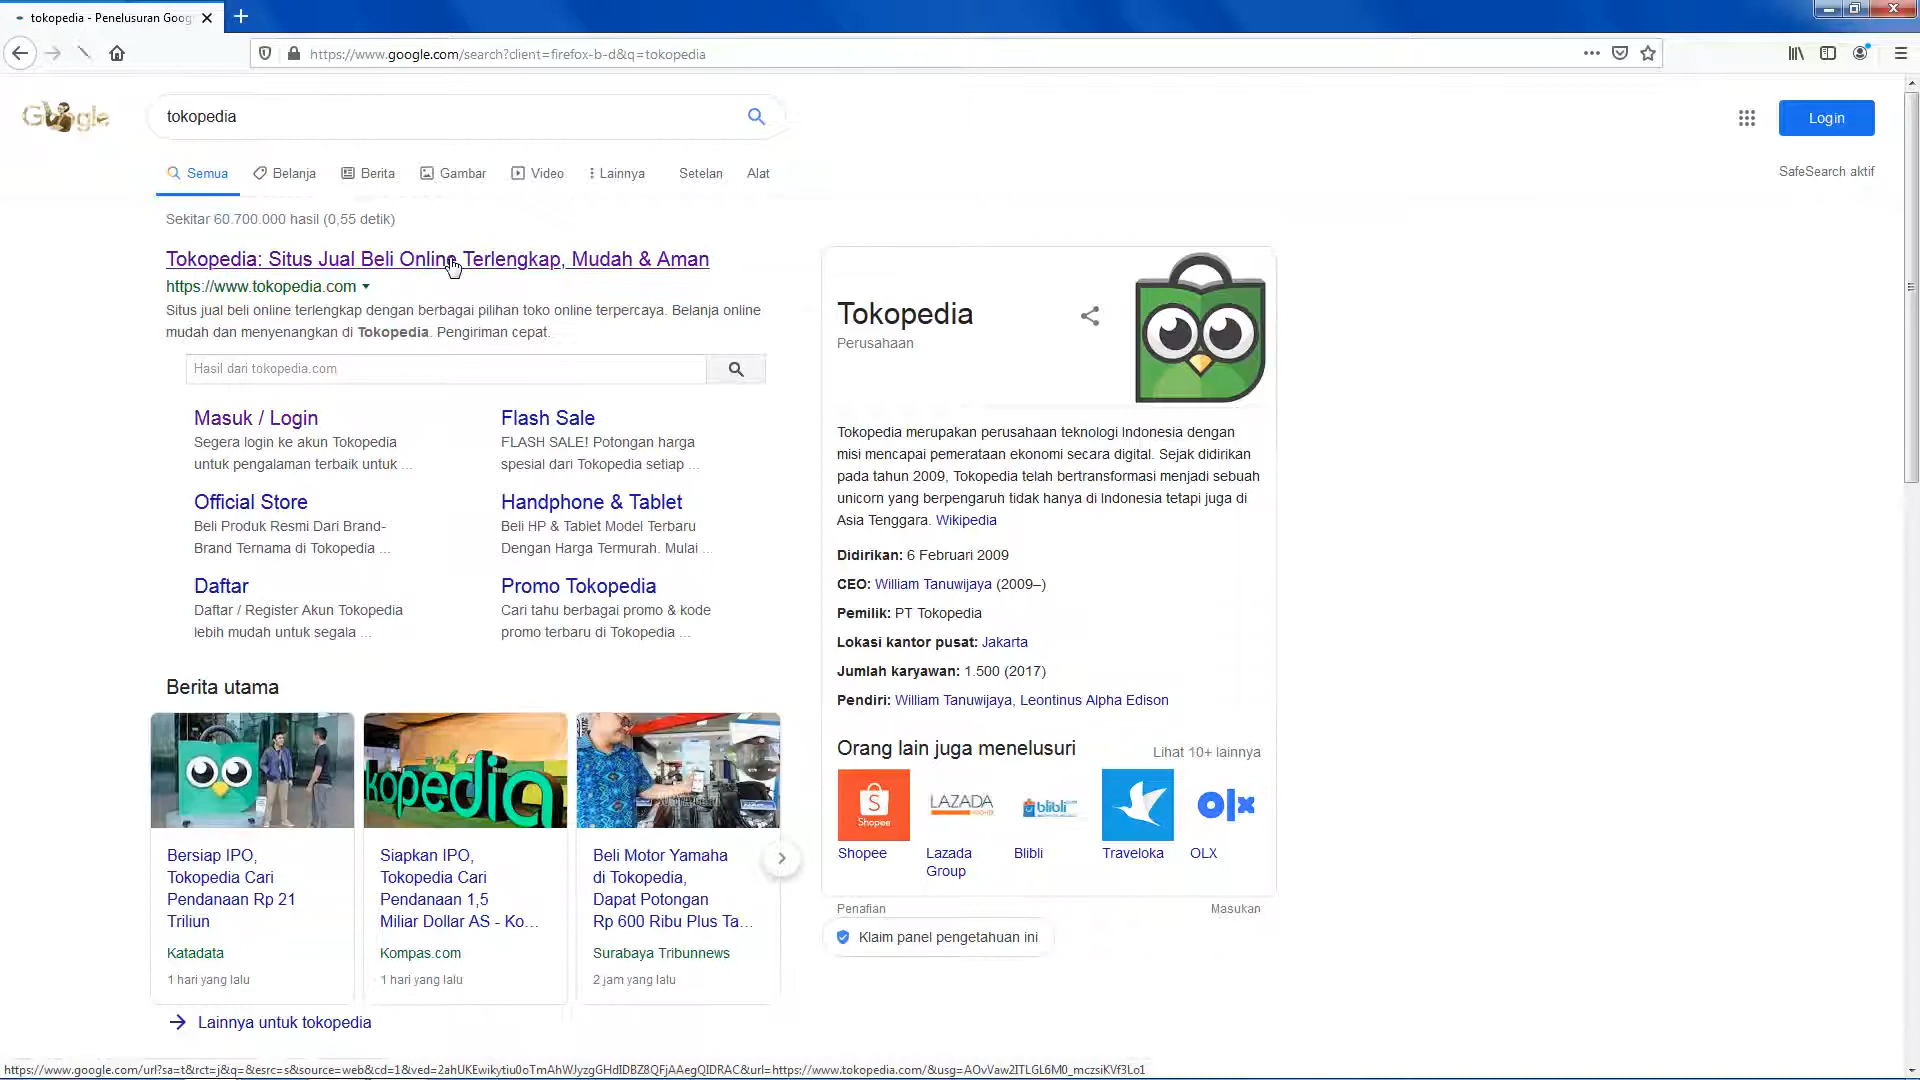 tokopedia - Penelusuran Goog
https://www.google.com/search?client=firefox-b-d&q=tokopedia
Google
tokopedia
Login
Semua
Belanja
Berita
Gambar
Video
Lainnya
Setelan
Alat
SafeSearch aktif
Sekitar 60.700.000 hasil (0,55 detik)
Tokopedia: Situs Jual Beli Online Terlengkap, Mudah & Aman
https://www.tokopedia.com
Situs jual beli online terlengkap dengan berbagai pilihan toko online terpercaya. Belanja online
mudah dan menyenangkan di Tokopedia. Pengiriman cepat.
Hasil dari tokopedia.com
Masuk / Login
Segera login ke akun Tokopedia
untuk pengalaman terbaik untuk ...
Flash Sale
FLASH SALE! Potongan harga
spesial dari Tokopedia setiap ...
Official Store
Beli Produk Resmi Dari Brand-
Brand Ternama di Tokopedia ...
Handphone & Tablet
Beli HP & Tablet Model Terbaru
Dengan Harga Termurah. Mulai ...
Daftar
Daftar / Register Akun Tokopedia
lebih mudah untuk segala ...
Promo Tokopedia
Cari tahu berbagai promo & kode
promo terbaru di Tokopedia ...
Berita utama
kopedia
Bersiap IPO,
Tokopedia Cari
Pendanaan Rp 21
Triliun
Katadata
1 hari yang lalu
Siapkan IPO,
Tokopedia Cari
Pendanaan 1,5
Miliar Dollar AS - Ko...
Kompas.com
1 hari yang lalu
Beli Motor Yamaha
di Tokopedia,
Dapat Potongan
Rp 600 Ribu Plus Ta...
Surabaya Tribunnews
2 jam yang lalu
Lainnya untuk tokopedia
Tokopedia
Perusahaan
Tokopedia merupakan perusahaan teknologi Indonesia dengan
misi mencapai pemerataan ekonomi secara digital. Sejak didirikan
pada tahun 2009, Tokopedia telah bertransformasi menjadi sebuah
unicorn yang berpengaruh tidak hanya di Indonesia tetapi juga di
Asia Tenggara. Wikipedia
Didirikan: 6 Februari 2009
CEO: William Tanuwijaya (2009–)
Pemilik: PT Tokopedia
Lokasi kantor pusat: Jakarta
Jumlah karyawan: 1.500 (2017)
Pendiri: William Tanuwijaya, Leontinus Alpha Edison
Orang lain juga menelusuri
Lihat 10+ lainnya
Shopee
LAZADA
blibli
olx
Shopee
Lazada
Group
Blibli
Traveloka
OLX
Penafian
Masukan
Klaim panel pengetahuan ini
https://www.google.com/url?sa=t&rct=j&q=&esrc=s&source=web&cd=1&ved=2ahUKEwikytiu0oTmAhWJyzgGHdIDBZ8QFjAAegQIDRAC&url=https://www.tokopedia.com/&usg=AOvVaw2ITLGL6M0_mczsiKVf3Lo1